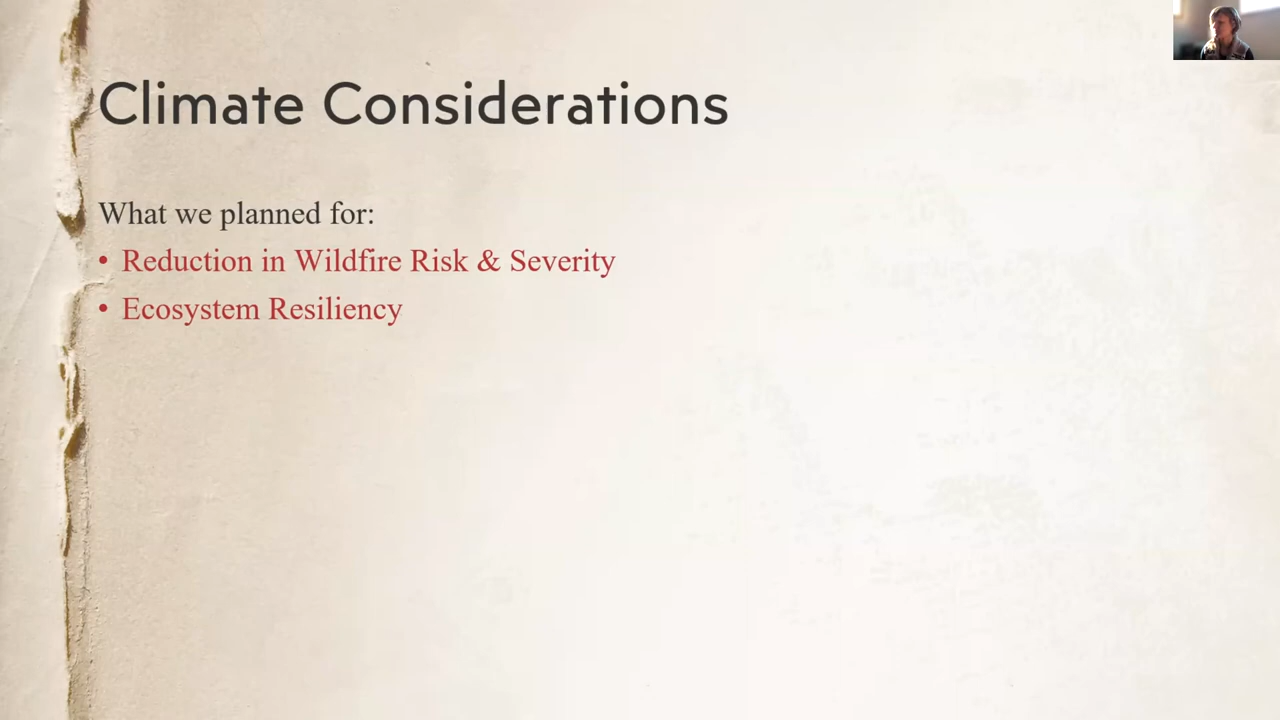 Climate Considerations
What we planned for:
• Reduction in Wildfire Risk & Severity
• Ecosystem Resiliency